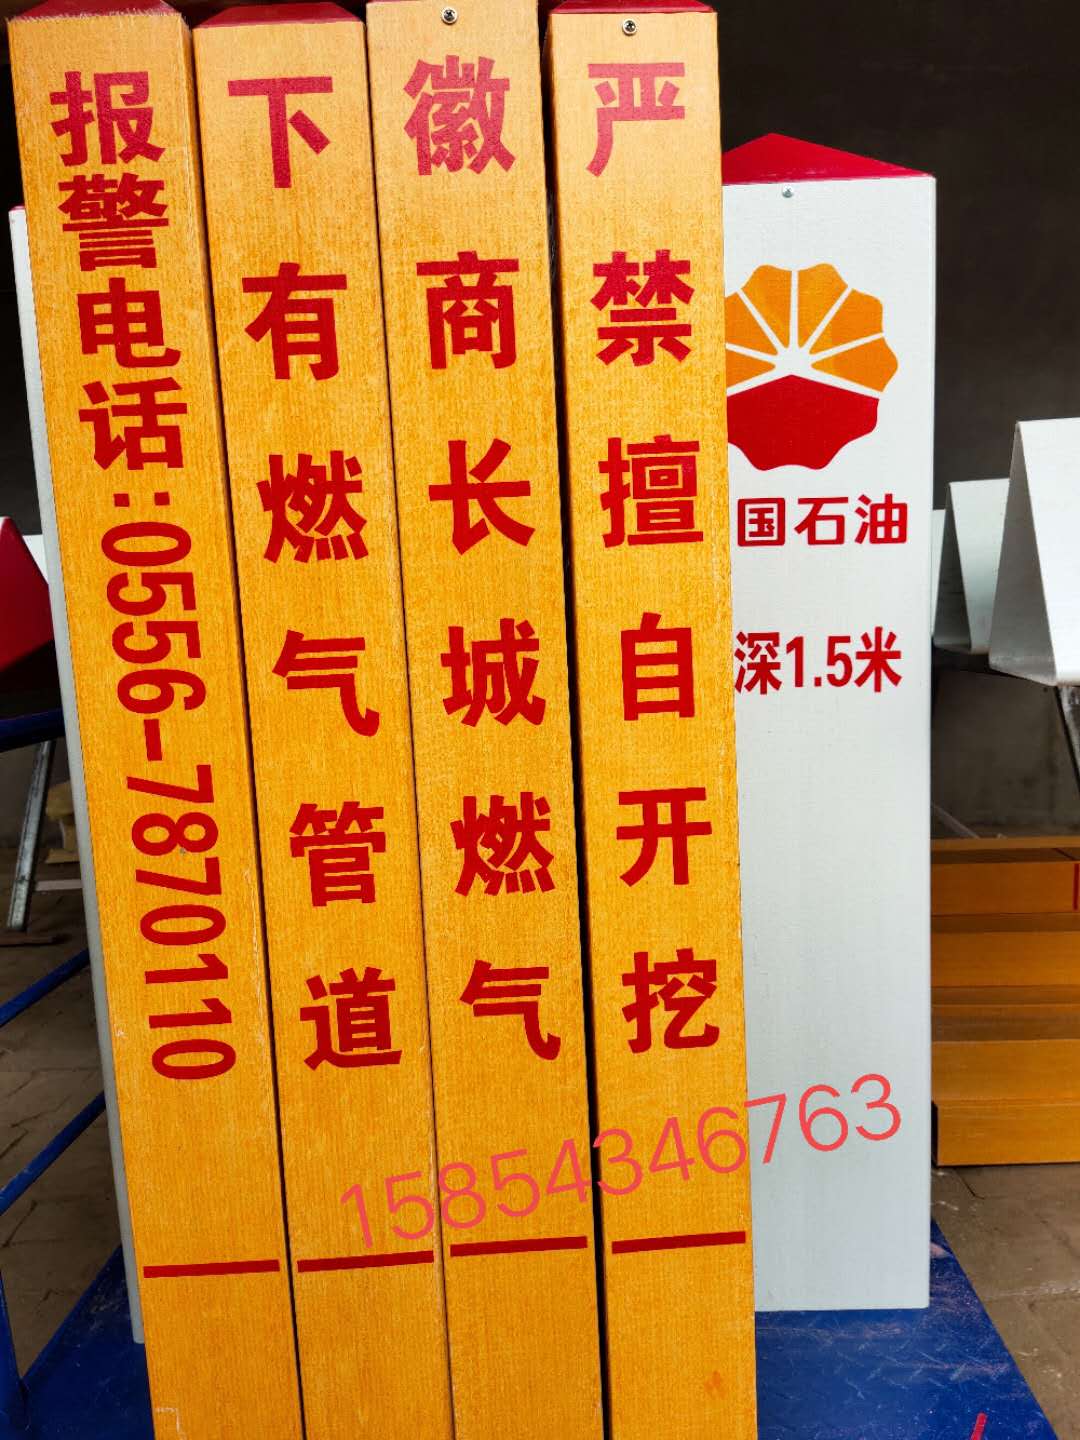 报警电话:0556-7870110
下有燃气管道
徽商长城燃气
严禁擅自开挖
国石油
深1.5米
15854346763